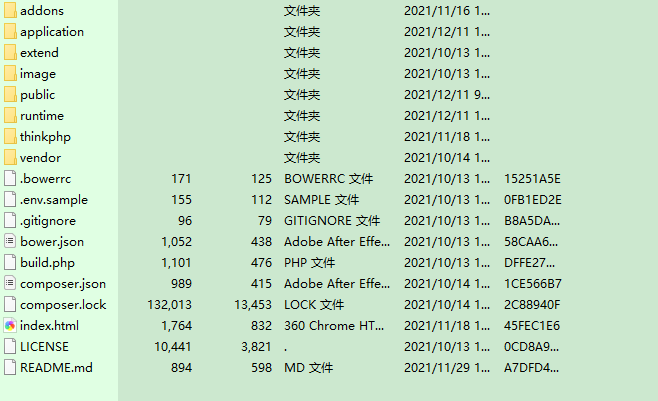 addons 文件夹 2021/11/16 1...
application 文件夹 2021/12/11 1...
extend 文件夹 2021/10/13 1...
image 文件夹 2021/10/13 1...
public 文件夹 2021/12/11 9...
runtime 文件夹 2021/12/11 1...
thinkphp 文件夹 2021/11/18 1...
vendor 文件夹 2021/10/14 1...
.bowerrc 171 125 BOWERRC 文件 2021/10/13 1... 15251A5E
.env.sample 155 112 SAMPLE 文件 2021/10/13 1... 0FB1ED2E
.gitignore 96 79 GITIGNORE 文件 2021/10/13 1... B8A5DA...
bower.json 1,052 438 Adobe After Effe... 2021/10/13 1... 58CAA6...
build.php 1,101 476 PHP 文件 2021/10/13 1... DFFE27...
composer.json 989 415 Adobe After Effe... 2021/10/14 1... 1CE566B7
composer.lock 132,013 13,453 LOCK 文件 2021/10/14 1... 2C88940F
index.html 1,764 832 360 Chrome HT... 2021/11/18 1... 45FEC1E6
LICENSE 10,441 3,821 . 2021/10/13 1... 0CD8A9...
README.md 894 598 MD 文件 2021/11/29 1... A7DFD4...